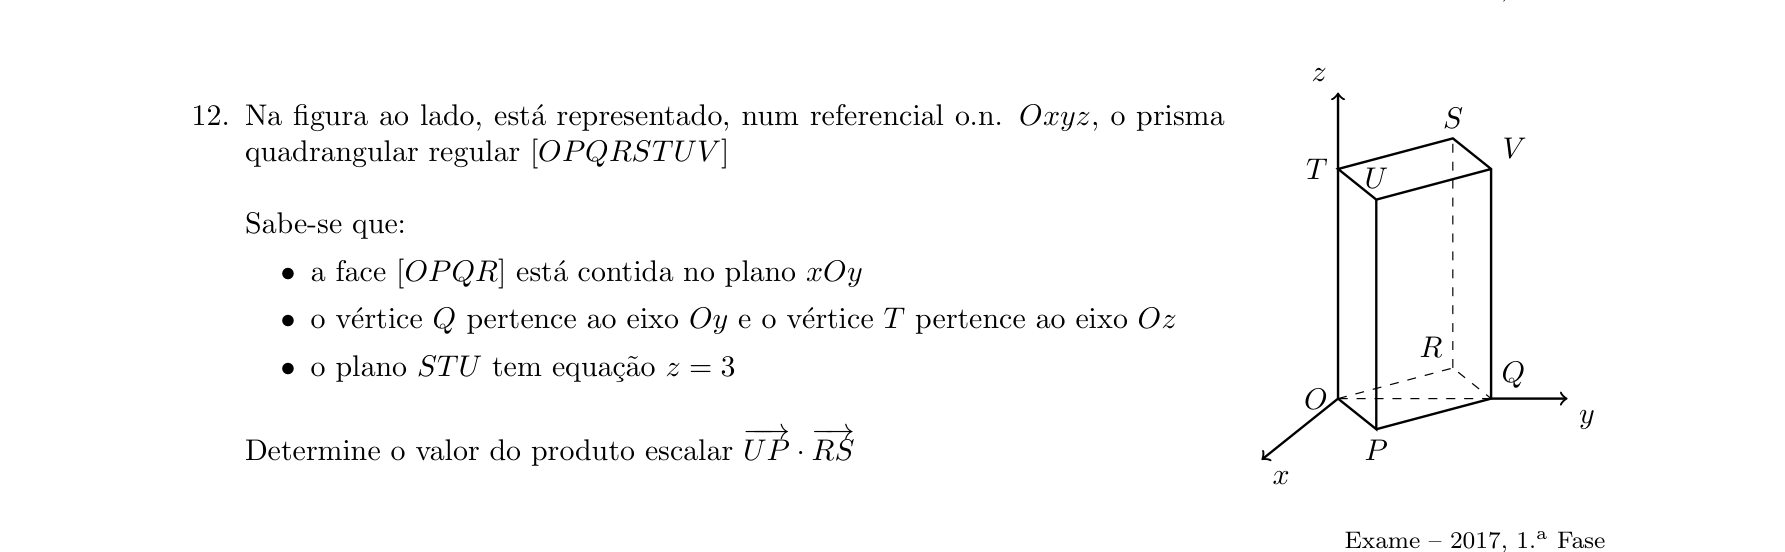 12. Na figura ao lado, está representado, num referencial o.n. Oxyz, o prisma
quadrangular regular [OPQRSTUV]
Sabe-se que:
• a face [OPQR] está contida no plano xOy
• o vértice Q pertence ao eixo Oy e o vértice T pertence ao eixo Oz
• o plano STU tem equação z = 3
Determine o valor do produto escalar $\overrightarrow{UP} \cdot \overrightarrow{RS}$
z
S
V
T
U
R
Q
O
y
P
x
Exame – 2017, 1.ª Fase